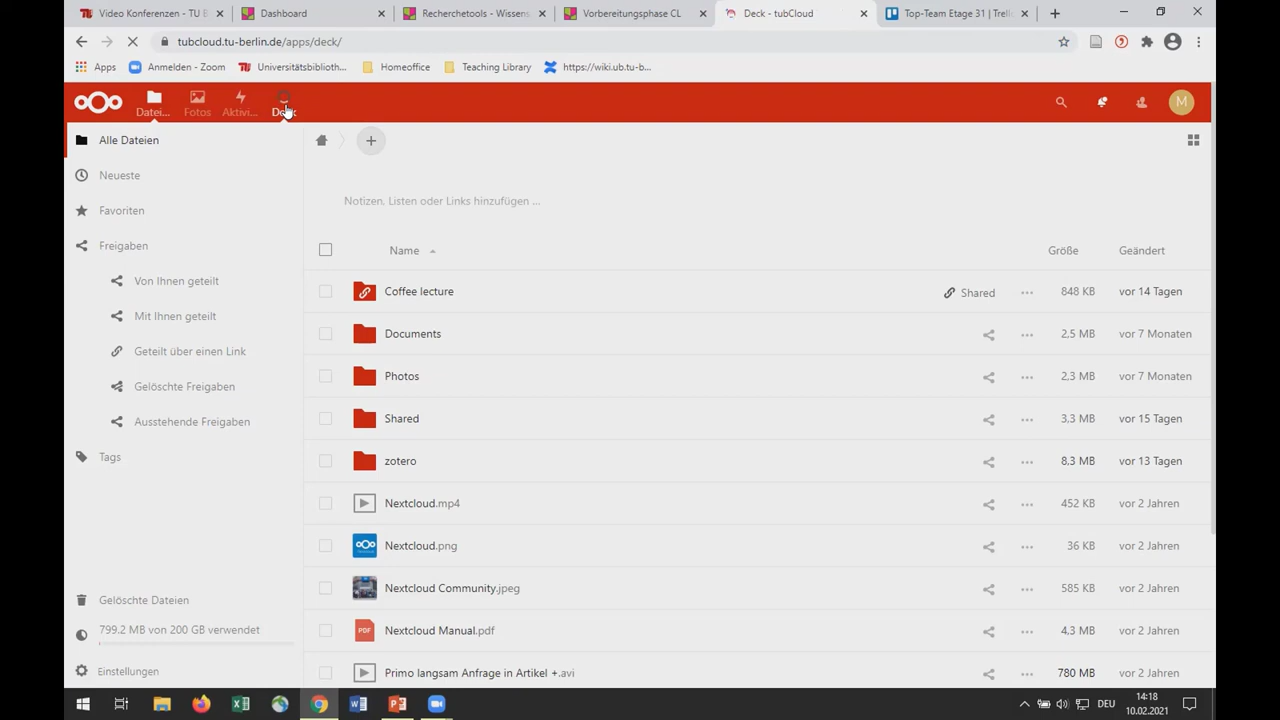 Video Konferenzen - TU B
Dashboard
Recherchetools - Wissens
Vorbereitungsphase CL
Deck - tubCloud
Top-Team Etage 31 | Trell
tubcloud.tu-berlin.de/apps/deck/
Apps
Anmelden - Zoom
Universitätsbiblioth...
Homeoffice
Teaching Library
https://wiki.ub.tu-b...
Datei...
Fotos
Aktivi...
Deck
M
Alle Dateien
Neueste
Favoriten
Freigaben
Von Ihnen geteilt
Mit Ihnen geteilt
Geteilt über einen Link
Gelöschte Freigaben
Ausstehende Freigaben
Tags
Gelöschte Dateien
799.2 MB von 200 GB verwendet
Einstellungen
Notizen, Listen oder Links hinzufügen ...
Name Größe Geändert
Coffee lecture Shared 848 KB vor 14 Tagen
Documents 2,5 MB vor 7 Monaten
Photos 2,3 MB vor 7 Monaten
Shared 3,3 MB vor 15 Tagen
zotero 8,3 MB vor 13 Tagen
Nextcloud.mp4 452 KB vor 2 Jahren
Nextcloud.png 36 KB vor 2 Jahren
Nextcloud Community.jpeg 585 KB vor 2 Jahren
PDF Nextcloud Manual.pdf 4,3 MB vor 2 Jahren
Primo langsam Anfrage in Artikel +.avi 780 MB vor 2 Jahren
DEU
14:18
10.02.2021